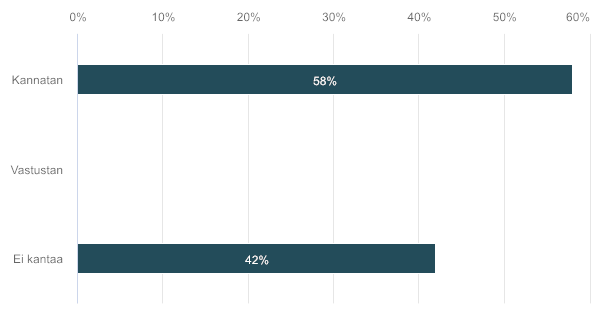 0% 10% 20% 30% 40% 50% 60%
Kannatan 58%
Vastustan
Ei kantaa 42%